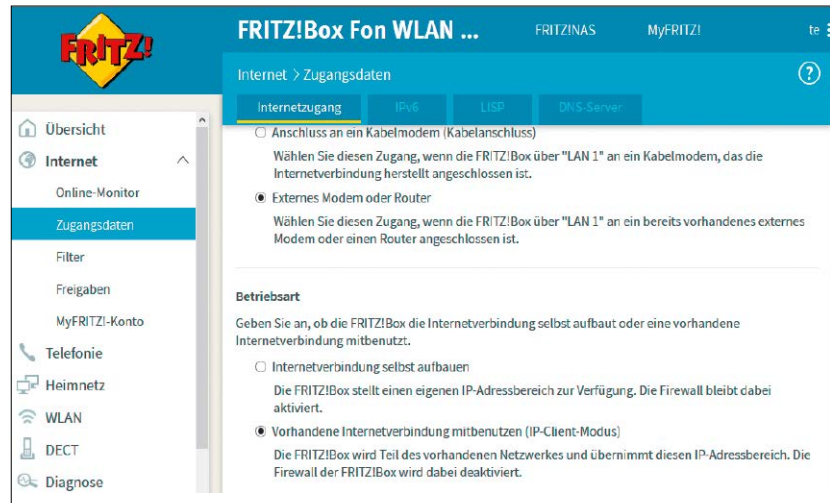 FRITZ!
FRITZ!Box Fon WLAN ...
FRITZ!NAS
MyFRITZ!
te
Internet > Zugangsdaten
?
Internetzugang
IPv6
LISP
DNS-Server
Übersicht
Internet
Online-Monitor
Zugangsdaten
Filter
Freigaben
MyFRITZ!-Konto
Telefonie
Heimnetz
WLAN
DECT
Diagnose
Anschluss an ein Kabelmodem (Kabelanschluss)
Wählen Sie diesen Zugang, wenn die FRITZ!Box über "LAN 1" an ein Kabelmodem, das die
Internetverbindung herstellt angeschlossen ist.
Externes Modem oder Router
Wählen Sie diesen Zugang, wenn die FRITZ!Box über "LAN 1" an ein bereits vorhandenes externes
Modem oder einen Router angeschlossen ist.
Betriebsart
Geben Sie an, ob die FRITZ!Box die Internetverbindung selbst aufbaut oder eine vorhandene
Internetverbindung mitbenutzt.
Internetverbindung selbst aufbauen
Die FRITZ!Box stellt einen eigenen IP-Adressbereich zur Verfügung. Die Firewall bleibt dabei
aktiviert.
Vorhandene Internetverbindung mitbenutzen (IP-Client-Modus)
Die FRITZ!Box wird Teil des vorhandenen Netzwerkes und übernimmt diesen IP-Adressbereich. Die
Firewall der FRITZ!Box wird dabei deaktiviert.